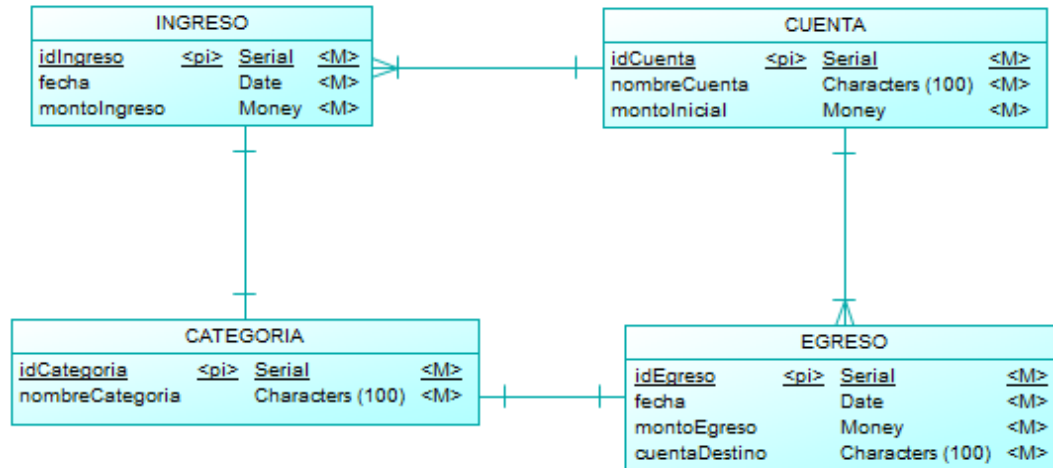 INGRESO
idIngreso <pi> Serial <M>
fecha Date <M>
montoIngreso Money <M>
CUENTA
idCuenta <pi> Serial <M>
nombreCuenta Characters (100) <M>
montoInicial Money <M>
CATEGORIA
idCategoria <pi> Serial <M>
nombreCategoria Characters (100) <M>
EGRESO
idEgreso <pi> Serial <M>
fecha Date <M>
montoEgreso Money <M>
cuentaDestino Characters (100) <M>